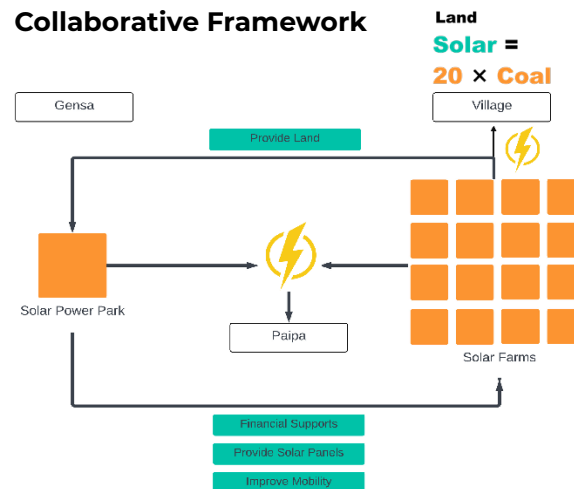 Collaborative Framework
Land
Solar =
20 × Coal
Gensa
Village
Provide Land
Solar Power Park
Paipa
Solar Farms
Financial Supports
Provide Solar Panels
Improve Mobility